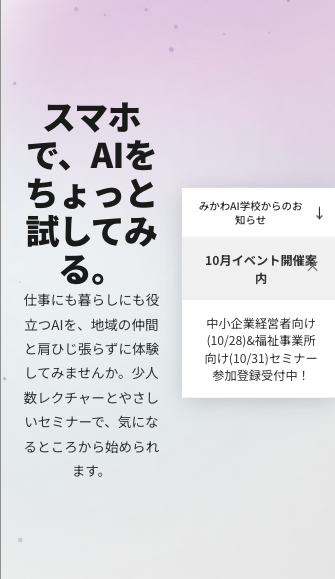 スマホ
で、AIを
ちょっと
試してみ
る。
仕事にも暮らしにも役
立つAIを、地域の仲間
と肩ひじ張らずに体験
してみませんか。少人
数レクチャーとやさし
いセミナーで、気にな
るところから始められ
ます。
みかわAI学校からのお
知らせ
↓
10月イベント開催案
内
中小企業経営者向け
(10/28)&福祉事業所
向け(10/31)セミナー
参加登録受付中！